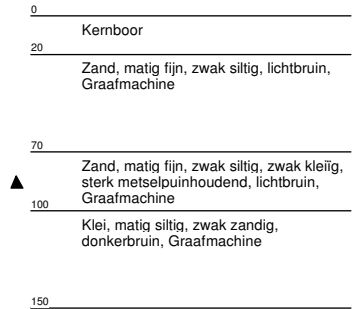 0
Kernboor
20
Zand, matig fijn, zwak siltig, lichtbruin,
Graafmachine
70
Zand, matig fijn, zwak siltig, zwak kleiïg,
sterk metselpuinhoudend, lichtbruin,
Graafmachine
100
Klei, matig siltig, zwak zandig,
donkerbruin, Graafmachine
150